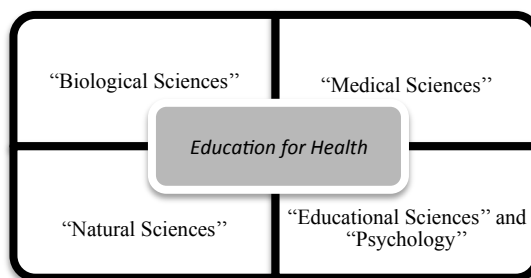 ‘‘Biological Sciences’’
‘‘Medical Sciences’’
Education for Health
‘‘Natural Sciences’’
‘‘Educational Sciences’’ and
‘‘Psychology’’